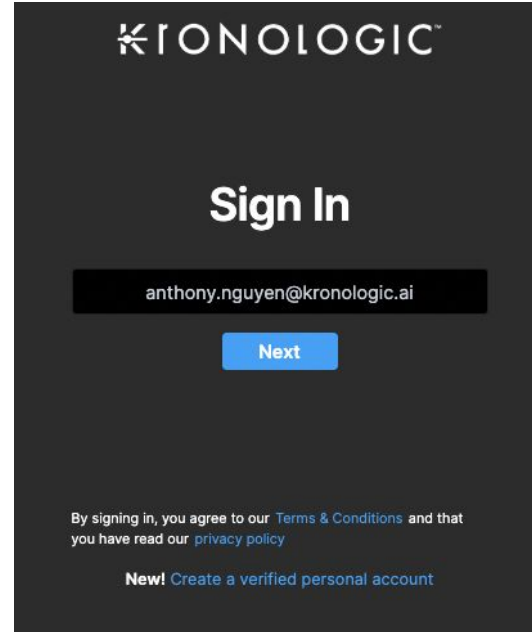 KRONOLOGIC™
Sign In
anthony.nguyen@kronologic.ai
Next
By signing in, you agree to our Terms & Conditions and that
you have read our privacy policy
New! Create a verified personal account